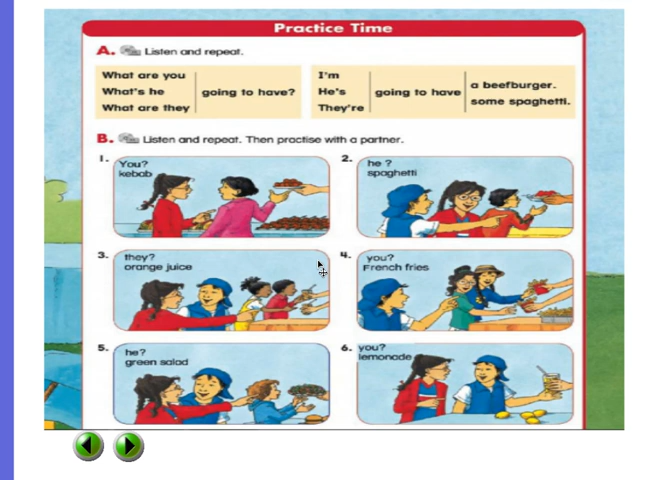 Practice Time
A. Listen and repeat.
What are you
What's he
What are they
going to have?
I'm
He's
They're
going to have
a beefburger.
some spaghetti.
B. Listen and repeat. Then practise with a partner.
1. You?
kebab
2. he ?
spaghetti
3. they?
orange juice
4. you?
French fries
5. he?
green salad
6. you?
lemonade